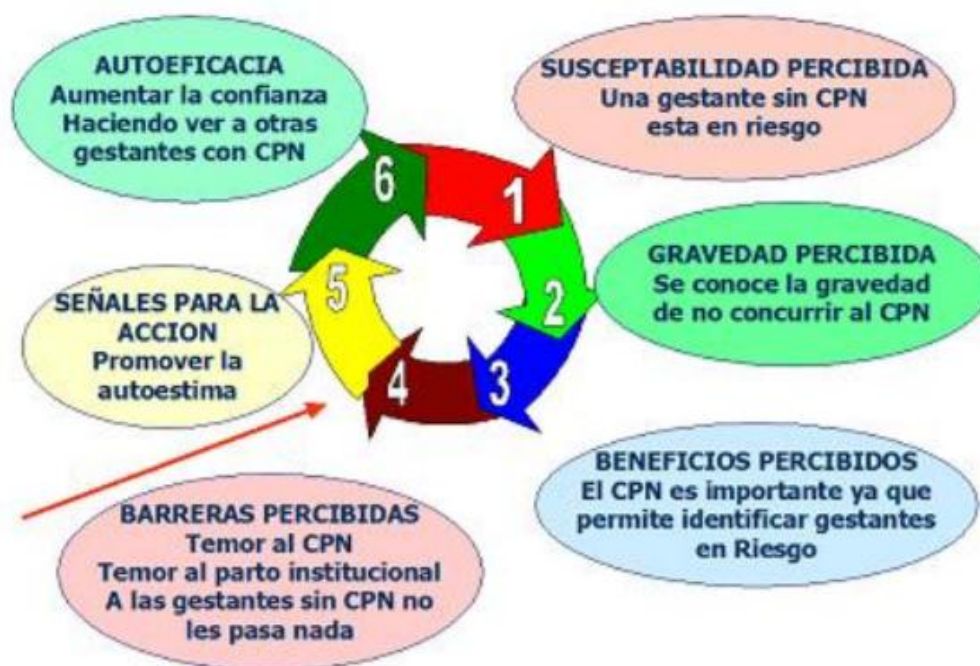 AUTOEFICACIA
Aumentar la confianza
Haciendo ver a otras
gestantes con CPN
SUSCEPTABILIDAD PERCIBIDA
Una gestante sin CPN
esta en riesgo
6
1
GRAVEDAD PERCIBIDA
Se conoce la gravedad
de no concurrir al CPN
SEÑALES PARA LA
ACCION
Promover la
autoestima
5
2
4
3
BENEFICIOS PERCIBIDOS
El CPN es importante ya que
permite identificar gestantes
en Riesgo
BARRERAS PERCIBIDAS
Temor al CPN
Temor al parto institucional
A las gestantes sin CPN no
les pasa nada